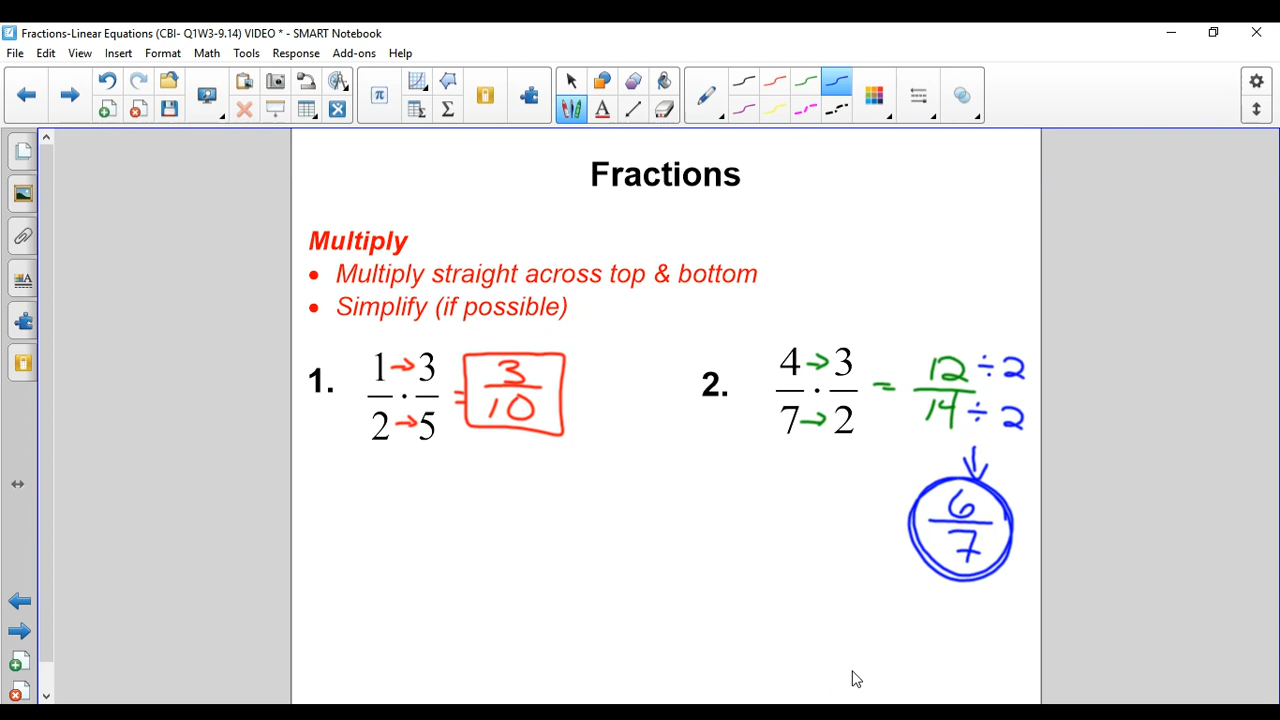 Fractions-Linear Equations (CBI- Q1W3-9.14) VIDEO * - SMART Notebook
File Edit View Insert Format Math Tools Response Add-ons Help
Fractions
Multiply
• Multiply straight across top & bottom
• Simplify (if possible)
1. 1/2 · 3/5 = 3/10
2. 4/7 · 3/2 = 12/14 ÷2/÷2
6/7